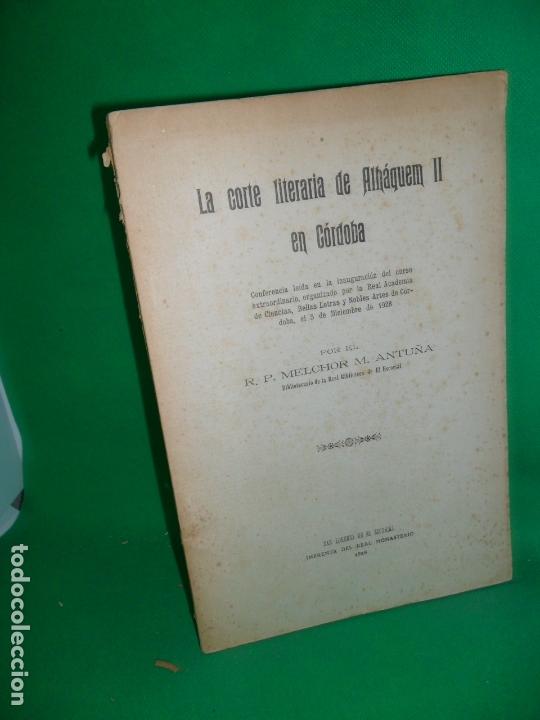 La corte literaria de Alháquem II
en Córdoba
Conferencia leída en la inauguración del curso
extraordinario, organizado por la Real Academia
de Ciencias, Bellas Letras y Nobles Artes de Cór-
doba, el 5 de Diciembre de 1928
POR EL
R. P. MELCHOR M. ANTUÑA
Bibliotecario de la Real Biblioteca de El Escorial
SAN LORENZO DE EL ESCORIAL
IMPRENTA DEL REAL MONASTERIO
todocoleccion